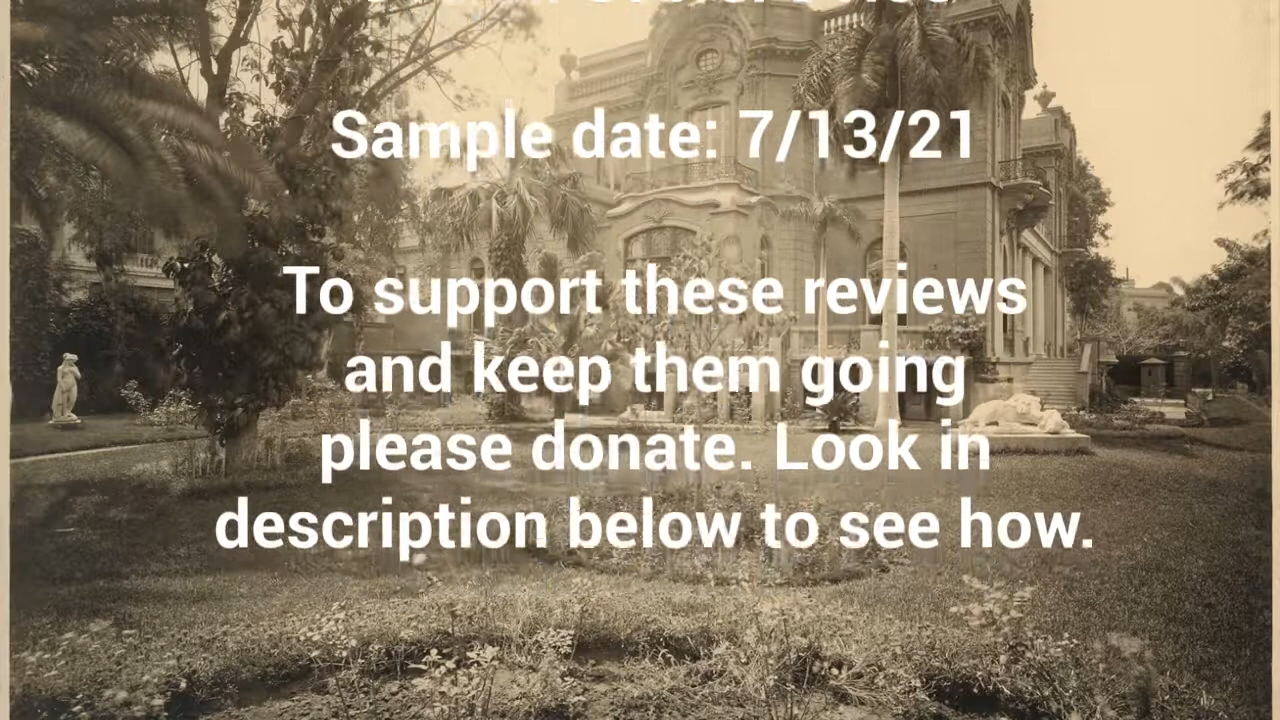 Sample date: 7/13/21
To support these reviews
and keep them going
please donate. Look in
description below to see how.